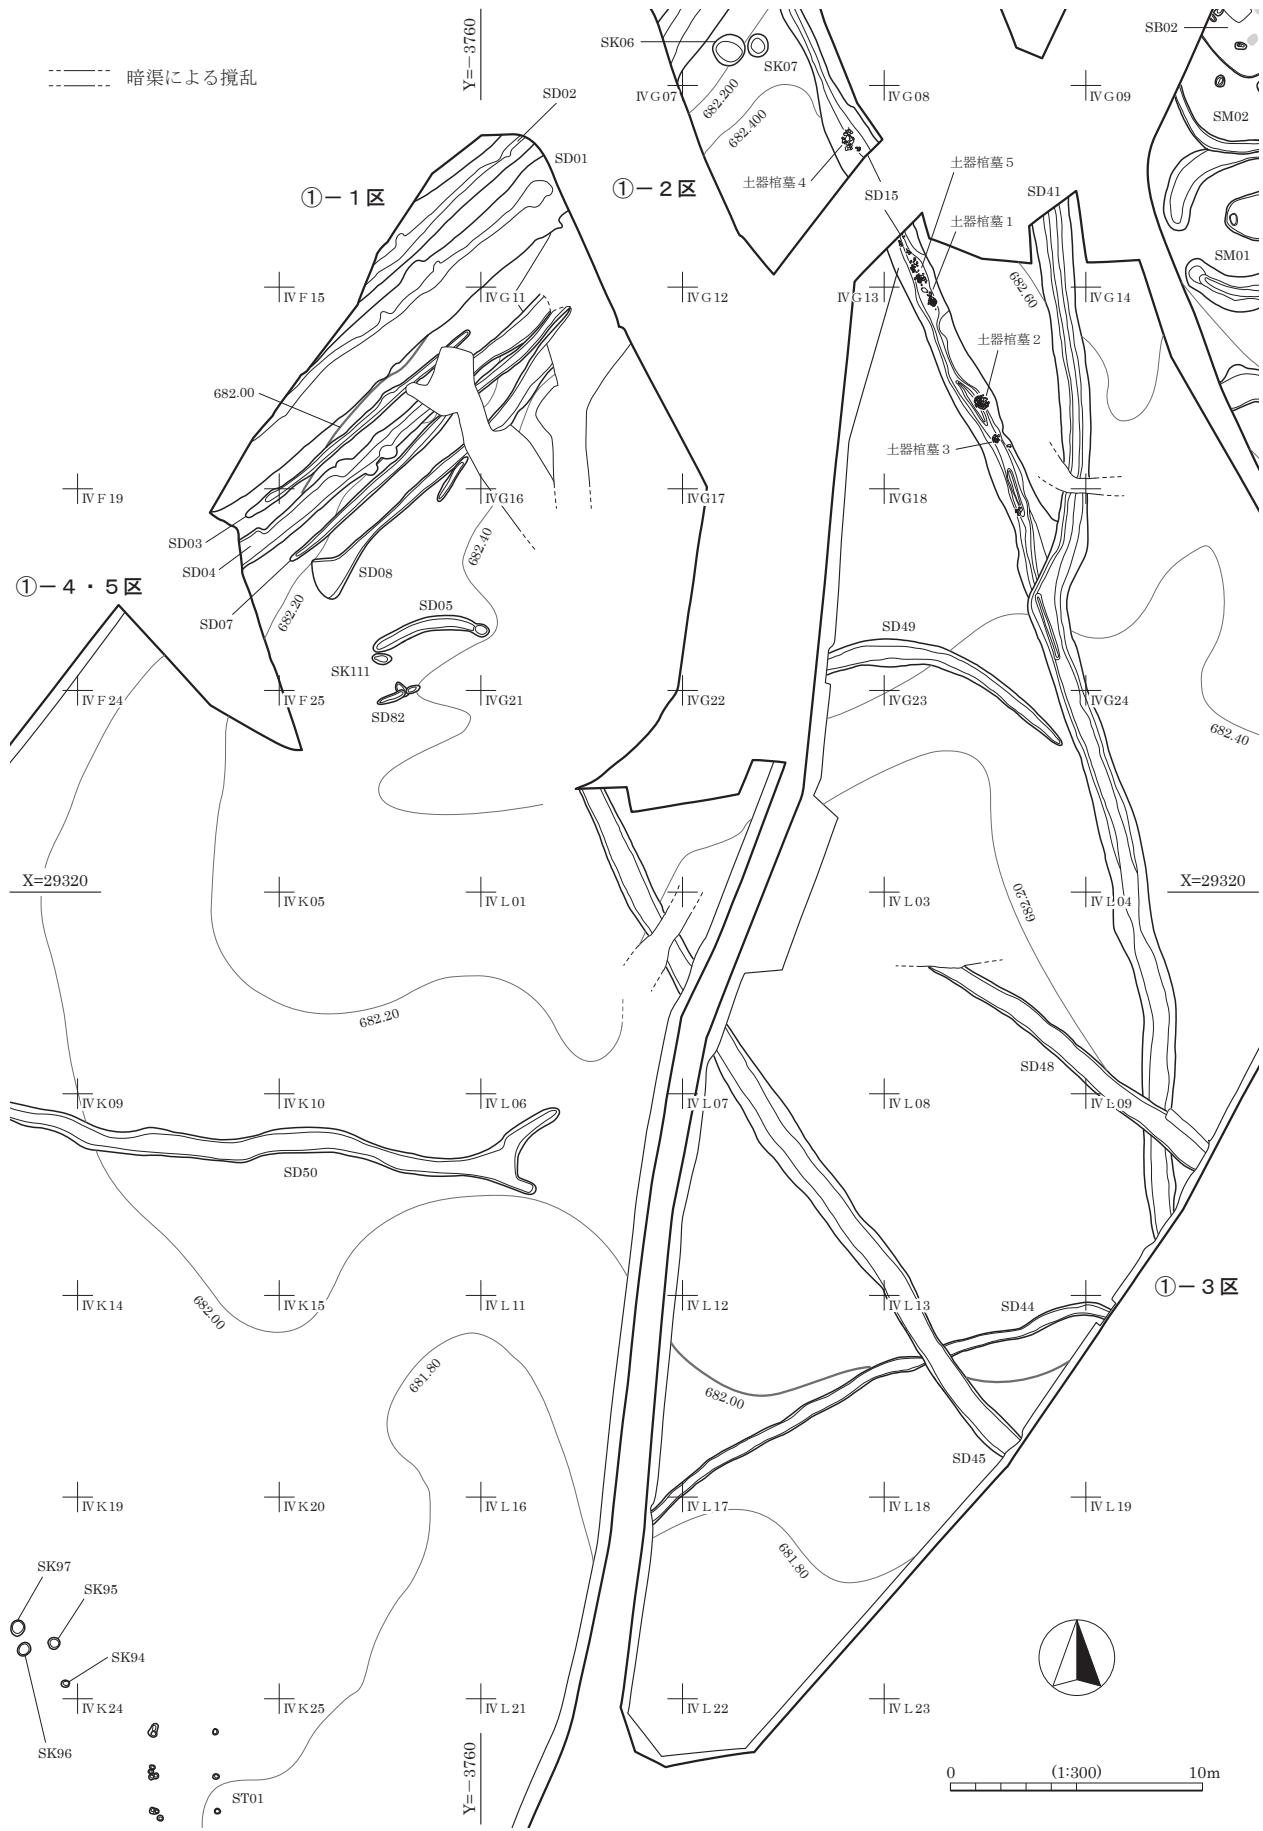 暗渠による撹乱
Y=−3760
SD02
SD01
①−1区
SK06
SK07
ⅣG07
682.200
682.400
土器棺墓4
①−2区
ⅣG08
ⅣG09
SB02
SM02
SM01
SD15
土器棺墓5
土器棺墓1
SD41
ⅣF15
ⅣG11
ⅣG12
ⅣG13
682.60
ⅣG14
土器棺墓2
土器棺墓3
682.00
ⅣF19
ⅣG16
ⅣG17
ⅣG18
SD03
SD04
SD07
SD08
682.40
682.20
①−4・5区
SD05
SK111
SD82
SD49
ⅣF24
ⅣF25
ⅣG21
ⅣG22
ⅣG23
ⅣG24
682.40
X=29320
X=29320
ⅣK05
ⅣL01
ⅣL03
ⅣL04
682.20
682.20
SD48
ⅣK09
ⅣK10
ⅣL06
ⅣL07
ⅣL08
ⅣL09
SD50
①−3区
ⅣK14
ⅣK15
ⅣL11
ⅣL12
ⅣL13
SD44
682.00
681.80
682.00
SD45
ⅣK19
ⅣK20
ⅣL16
ⅣL17
ⅣL18
ⅣL19
681.80
SK97
SK95
SK94
SK96
ⅣK24
ⅣK25
ⅣL21
ⅣL22
ⅣL23
ST01
Y=−3760
0 (1:300) 10m